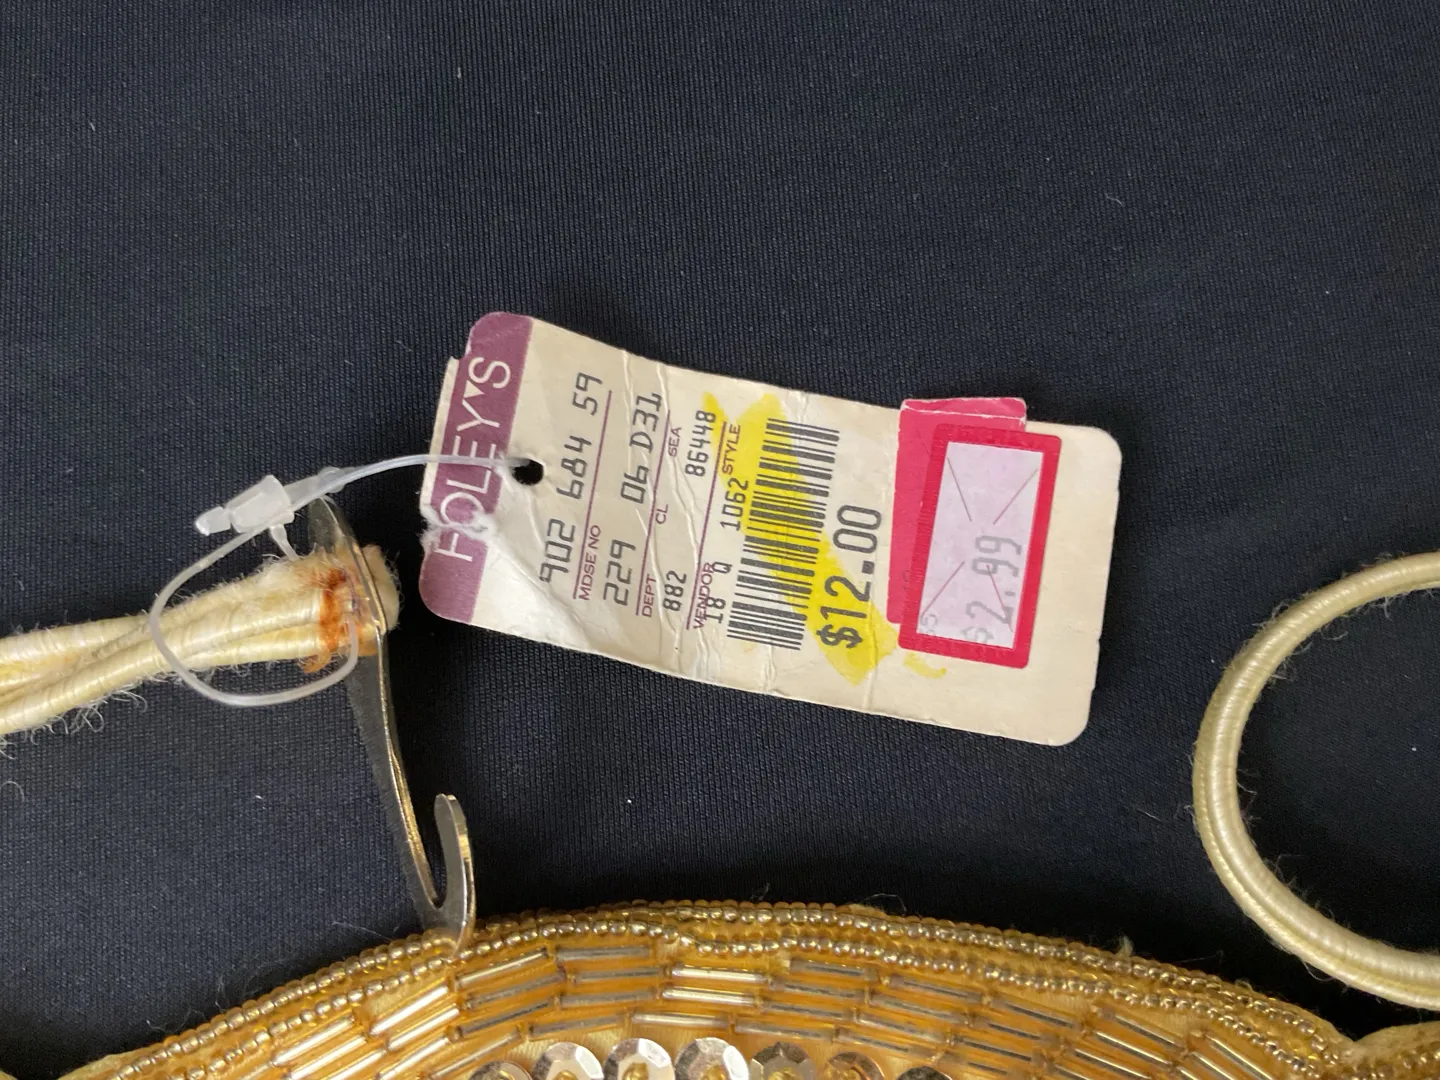 FOLEY'S
902 684 59
MDSE NO
229 06 D31
DEPT CL SEA
882 86448
VENDOR STYLE
18 Q 1062
$12.00
$2.99